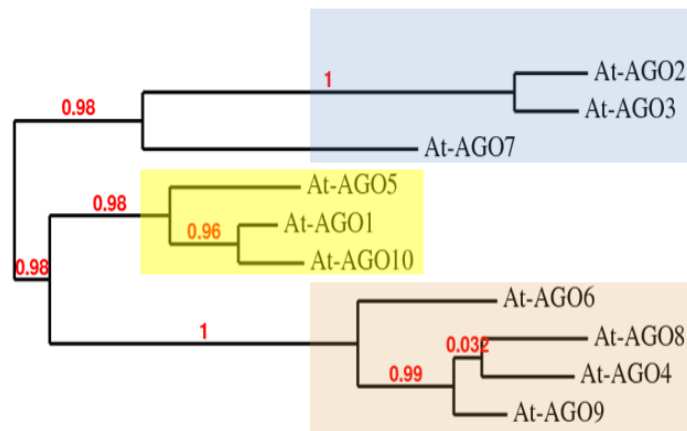 At-AGO2
1
0.98
At-AGO3
At-AGO7
At-AGO5
0.98
At-AGO1
0.96
At-AGO10
0.98
At-AGO6
1
At-AGO8
0.032
0.99
At-AGO4
At-AGO9